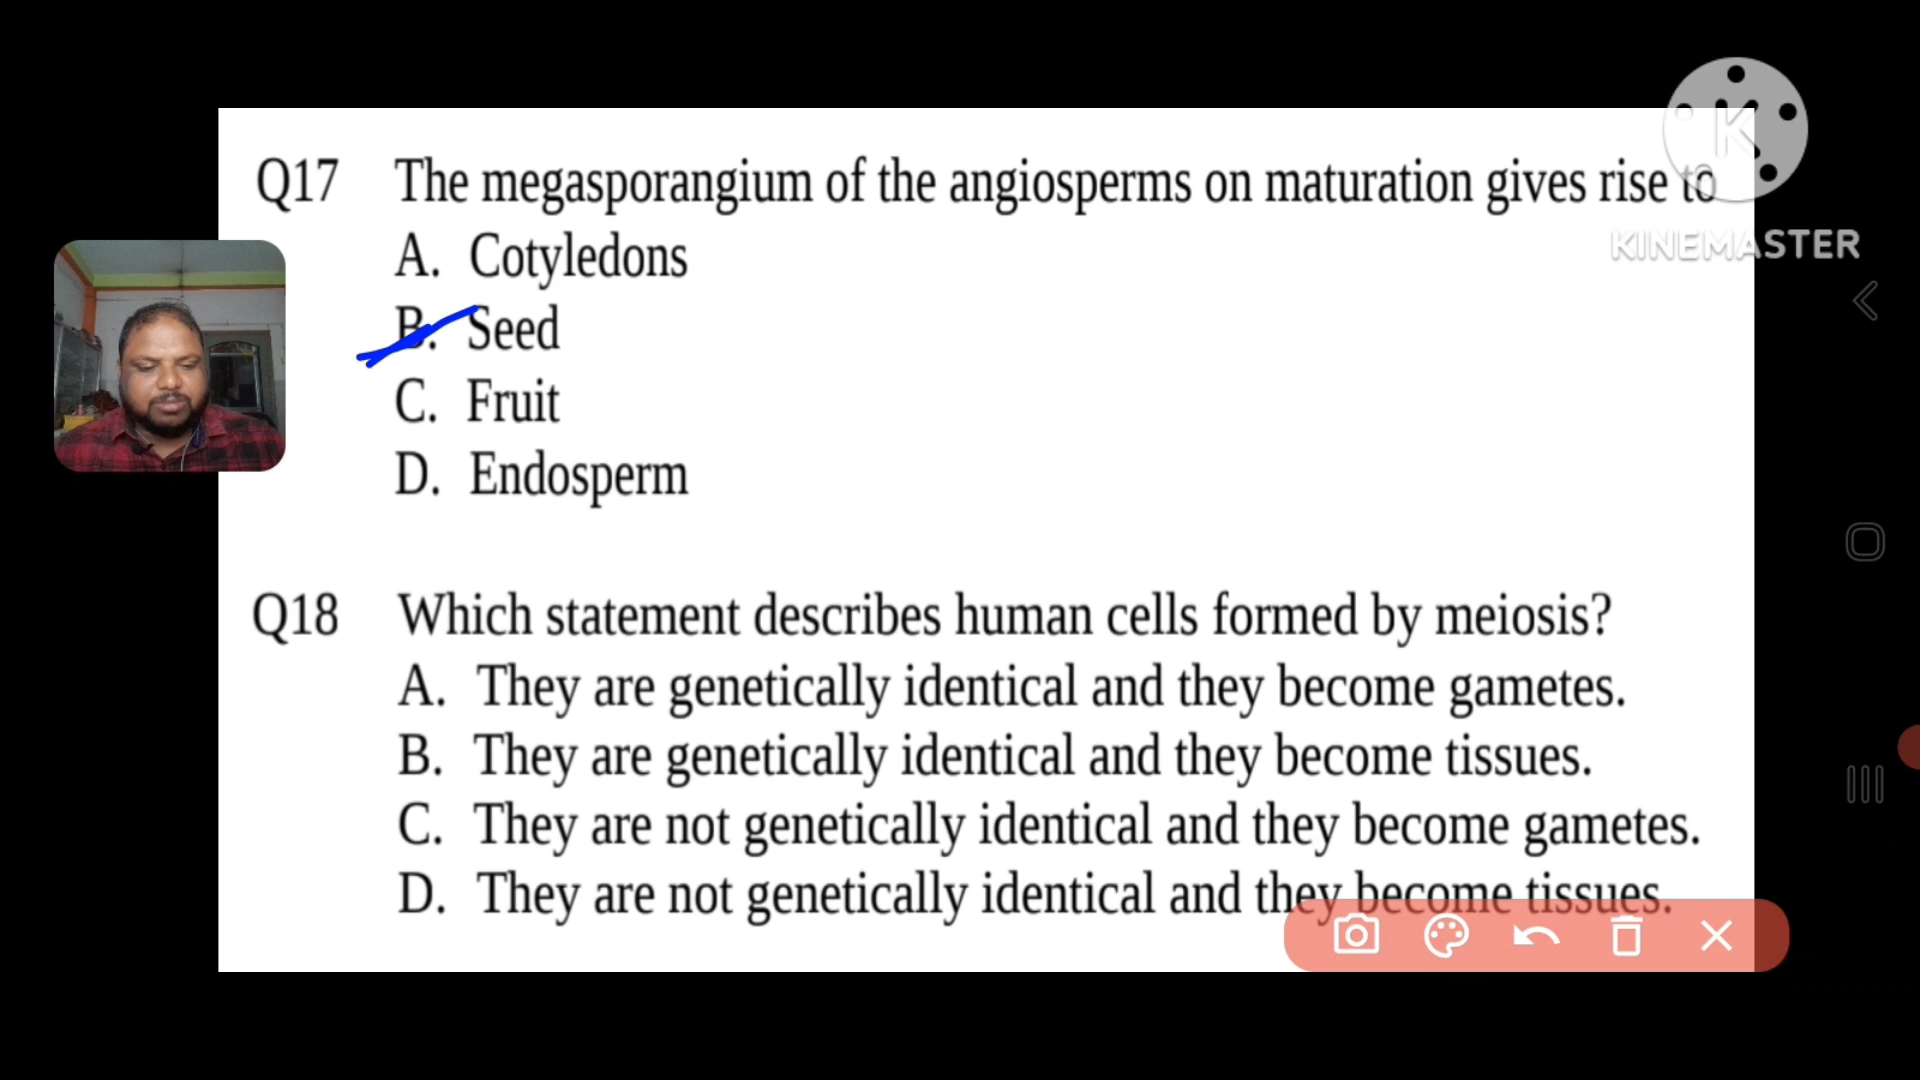 Q17 The megasporangium of the angiosperms on maturation gives rise to
A. Cotyledons
B. Seed
C. Fruit
D. Endosperm
Q18 Which statement describes human cells formed by meiosis?
A. They are genetically identical and they become gametes.
B. They are genetically identical and they become tissues.
C. They are not genetically identical and they become gametes.
D. They are not genetically identical and they become tissues.
K
KINEMASTER